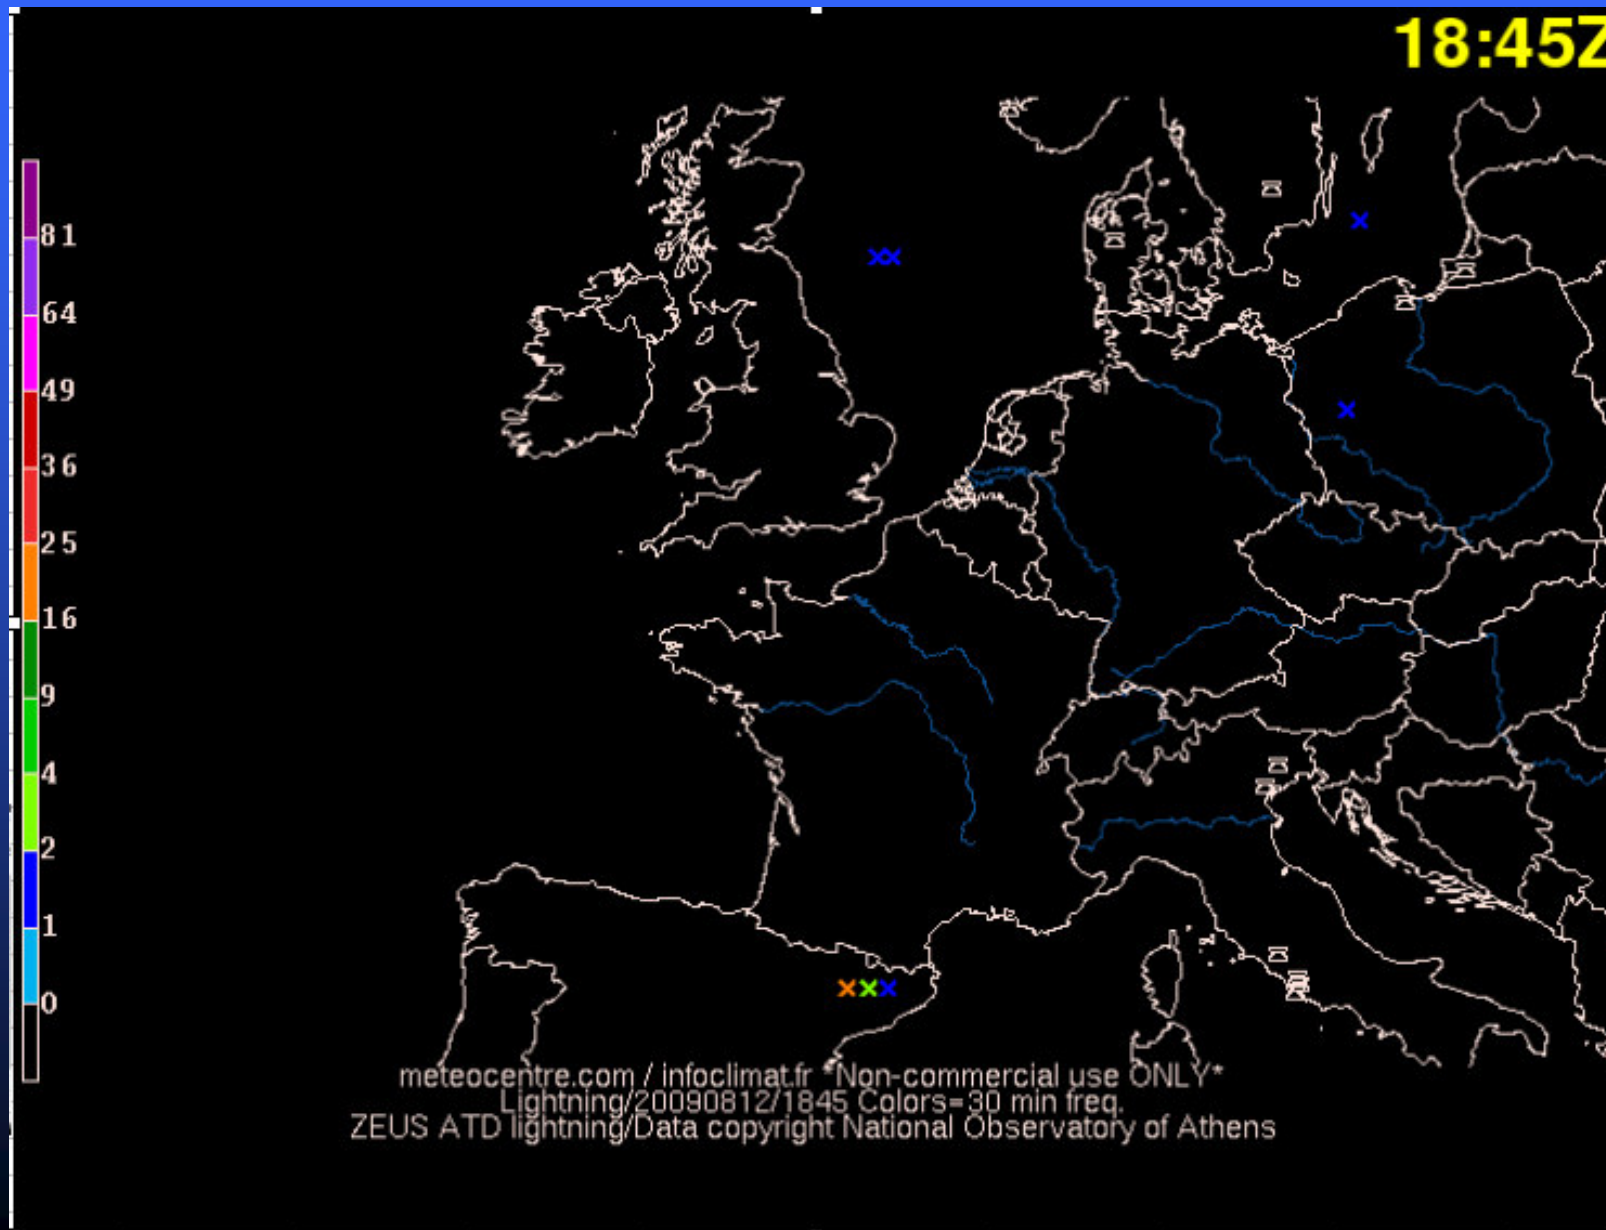 18:45Z
81
64
49
36
25
16
9
4
2
1
0
meteocentre.com / infoclimat.fr *Non-commercial use ONLY*
Lightning/20090812/1845 Colors=30 min freq.
ZEUS ATD lightning/Data copyright National Observatory of Athens